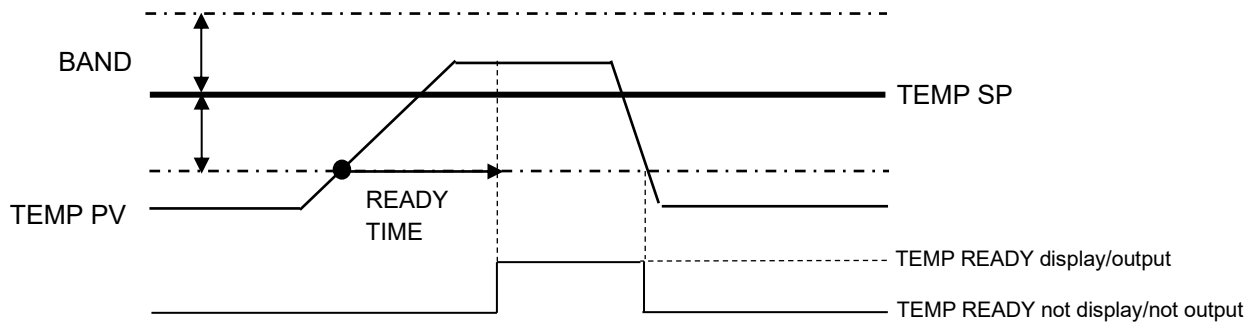 BAND
TEMP SP
READY
TIME
TEMP PV
TEMP READY display/output
TEMP READY not display/not output